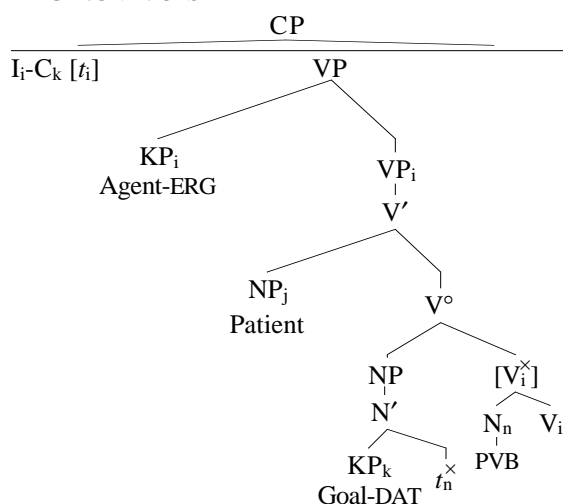 CP
I_i-C_k [t_i] VP
KP_i VP_i
Agent-ERG
V′
NP_j V°
Patient
NP [V_i^×]
N′ N_n V_i
KP_k t_n^× PVB
Goal-DAT